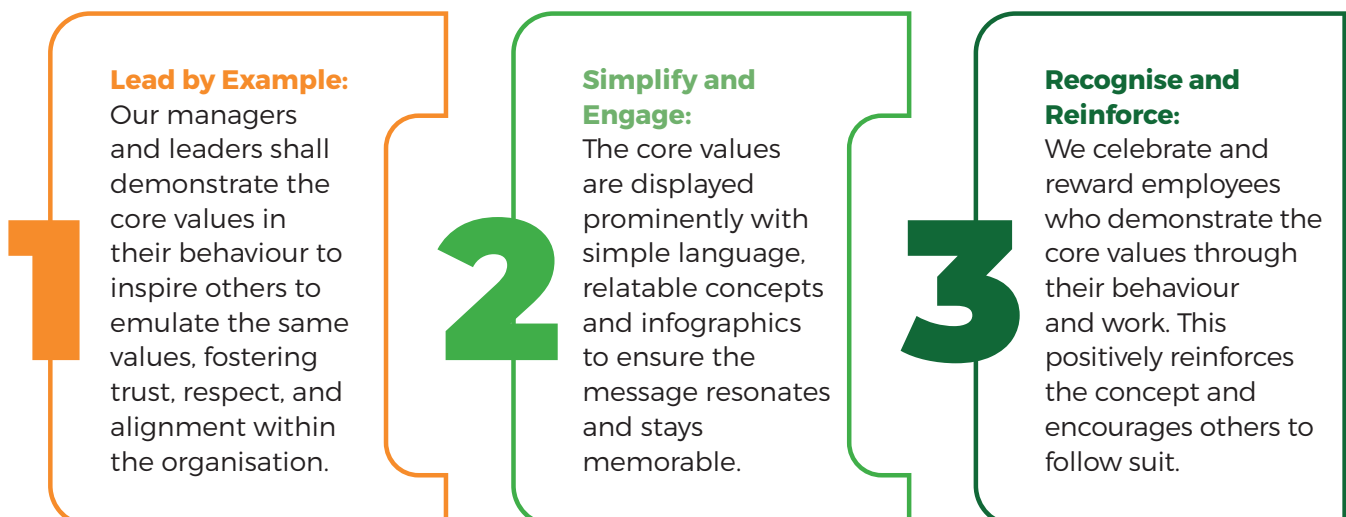 1
Lead by Example:
Our managers
and leaders shall
demonstrate the
core values in
their behaviour to
inspire others to
emulate the same
values, fostering
trust, respect, and
alignment within
the organisation.
2
Simplify and
Engage:
The core values
are displayed
prominently with
simple language,
relatable concepts
and infographics
to ensure the
message resonates
and stays
memorable.
3
Recognise and
Reinforce:
We celebrate and
reward employees
who demonstrate the
core values through
their behaviour
and work. This
positively reinforces
the concept and
encourages others to
follow suit.